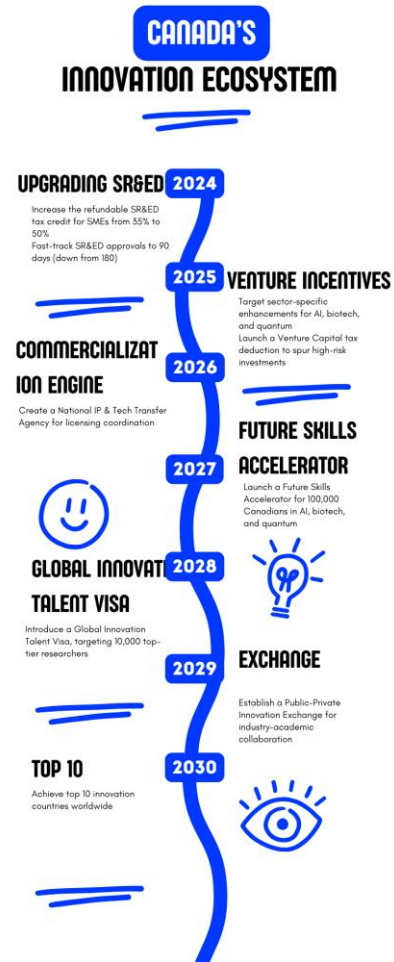 CANADA'S
INNOVATION ECOSYSTEM
UPGRADING SR&ED
2024
Increase the refundable SR&ED
tax credit for SMEs from 35% to
50%
Fast-track SR&ED approvals to 90
days (down from 180)
2025
VENTURE INCENTIVES
Target sector-specific
enhancements for AI, biotech,
and quantum
Launch a Venture Capital tax
deduction to spur high-risk
investments
COMMERCIALIZAT
ION ENGINE
2026
Create a National IP & Tech Transfer
Agency for licensing coordination
FUTURE SKILLS
ACCELERATOR
2027
Launch a Future Skills
Accelerator for 100,000
Canadians in AI, biotech,
and quantum
GLOBAL INNOVATI
TALENT VISA
2028
Introduce a Global Innovation
Talent Visa, targeting 10,000 top-
tier researchers
2029
EXCHANGE
Establish a Public-Private
Innovation Exchange for
industry-academic
collaboration
TOP 10
2030
Achieve top 10 innovation
countries worldwide